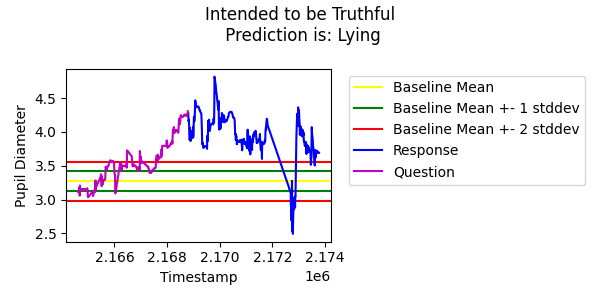 Intended to be Truthful
Prediction is: Lying
Pupil Diameter
4.5
4.0
3.5
3.0
2.5
2.166
2.168
2.170
2.172
2.174
1e6
Timestamp
Baseline Mean
Baseline Mean +- 1 stddev
Baseline Mean +- 2 stddev
Response
Question